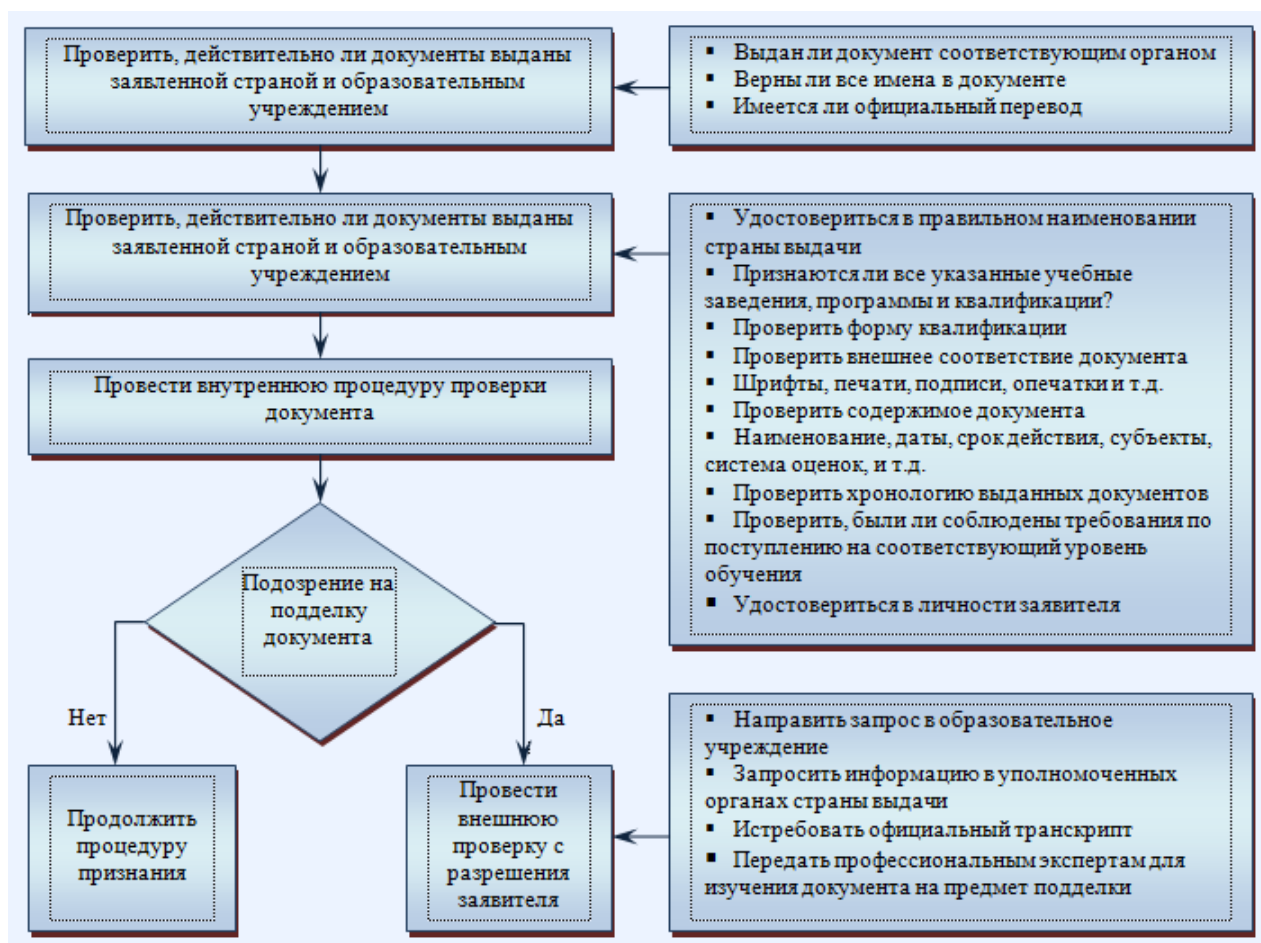 Проверить, действительно ли документы выданы
заявленной страной и образовательным
учреждением
▪ Выдан ли документ соответствующим органом
▪ Верны ли все имена в документе
▪ Имеется ли официальный перевод
Проверить, действительно ли документы выданы
заявленной страной и образовательным
учреждением
▪ Удостовериться в правильном наименовании
страны выдачи
▪ Признаются ли все указанные учебные
заведения, программы и квалификации?
▪ Проверить форму квалификации
▪ Проверить внешнее соответствие документа
▪ Шрифты, печати, подписи, опечатки и т.д.
▪ Проверить содержимое документа
▪ Наименование, даты, срок действия, субъекты,
система оценок, и т.д.
▪ Проверить хронологию выданных документов
▪ Проверить, были ли соблюдены требования по
поступлению на соответствующий уровень
обучения
▪ Удостовериться в личности заявителя
Провести внутреннюю процедуру проверки
документа
Подозрение на
подделку
документа
Нет
Да
Продолжить
процедуру
признания
Провести
внешнюю
проверку с
разрешения
заявителя
▪ Направить запрос в образовательное
учреждение
▪ Запросить информацию в уполномоченных
органах страны выдачи
▪ Истребовать официальный транскрипт
▪ Передать профессиональным экспертам для
изучения документа на предмет подделки